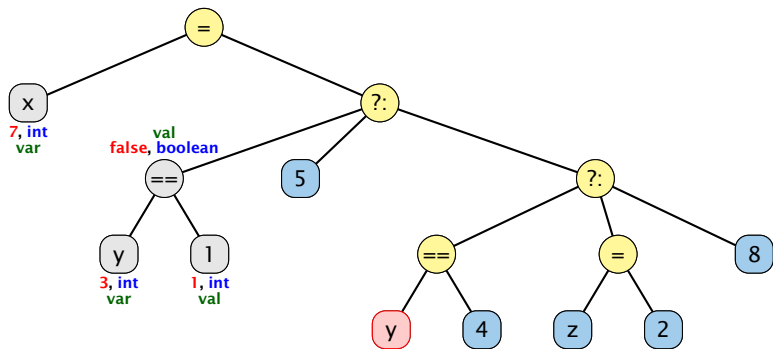 =
x
7, int
var
?:
val
false, boolean
==
5
?:
y
3, int
var
1
1, int
val
==
=
8
y
4
z
2